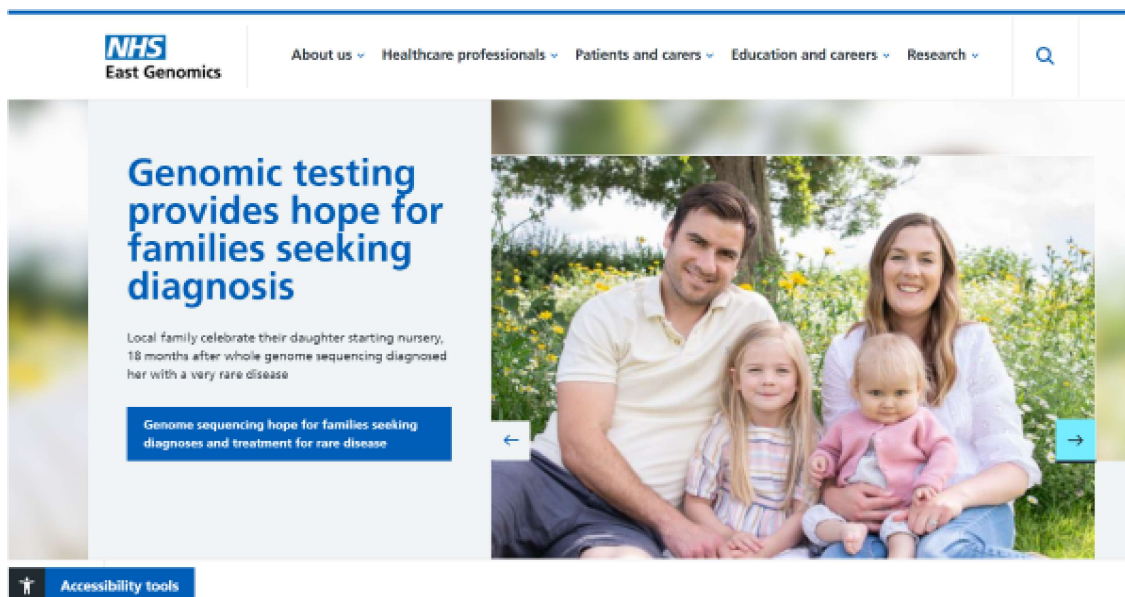 NHS
East Genomics
About us
Healthcare professionals
Patients and carers
Education and careers
Research
Genomic testing
provides hope for
families seeking
diagnosis
Local family celebrate their daughter starting nursery,
18 months after whole genome sequencing diagnosed
her with a very rare disease
Genome sequencing hope for families seeking
diagnoses and treatment for rare disease
Accessibility tools